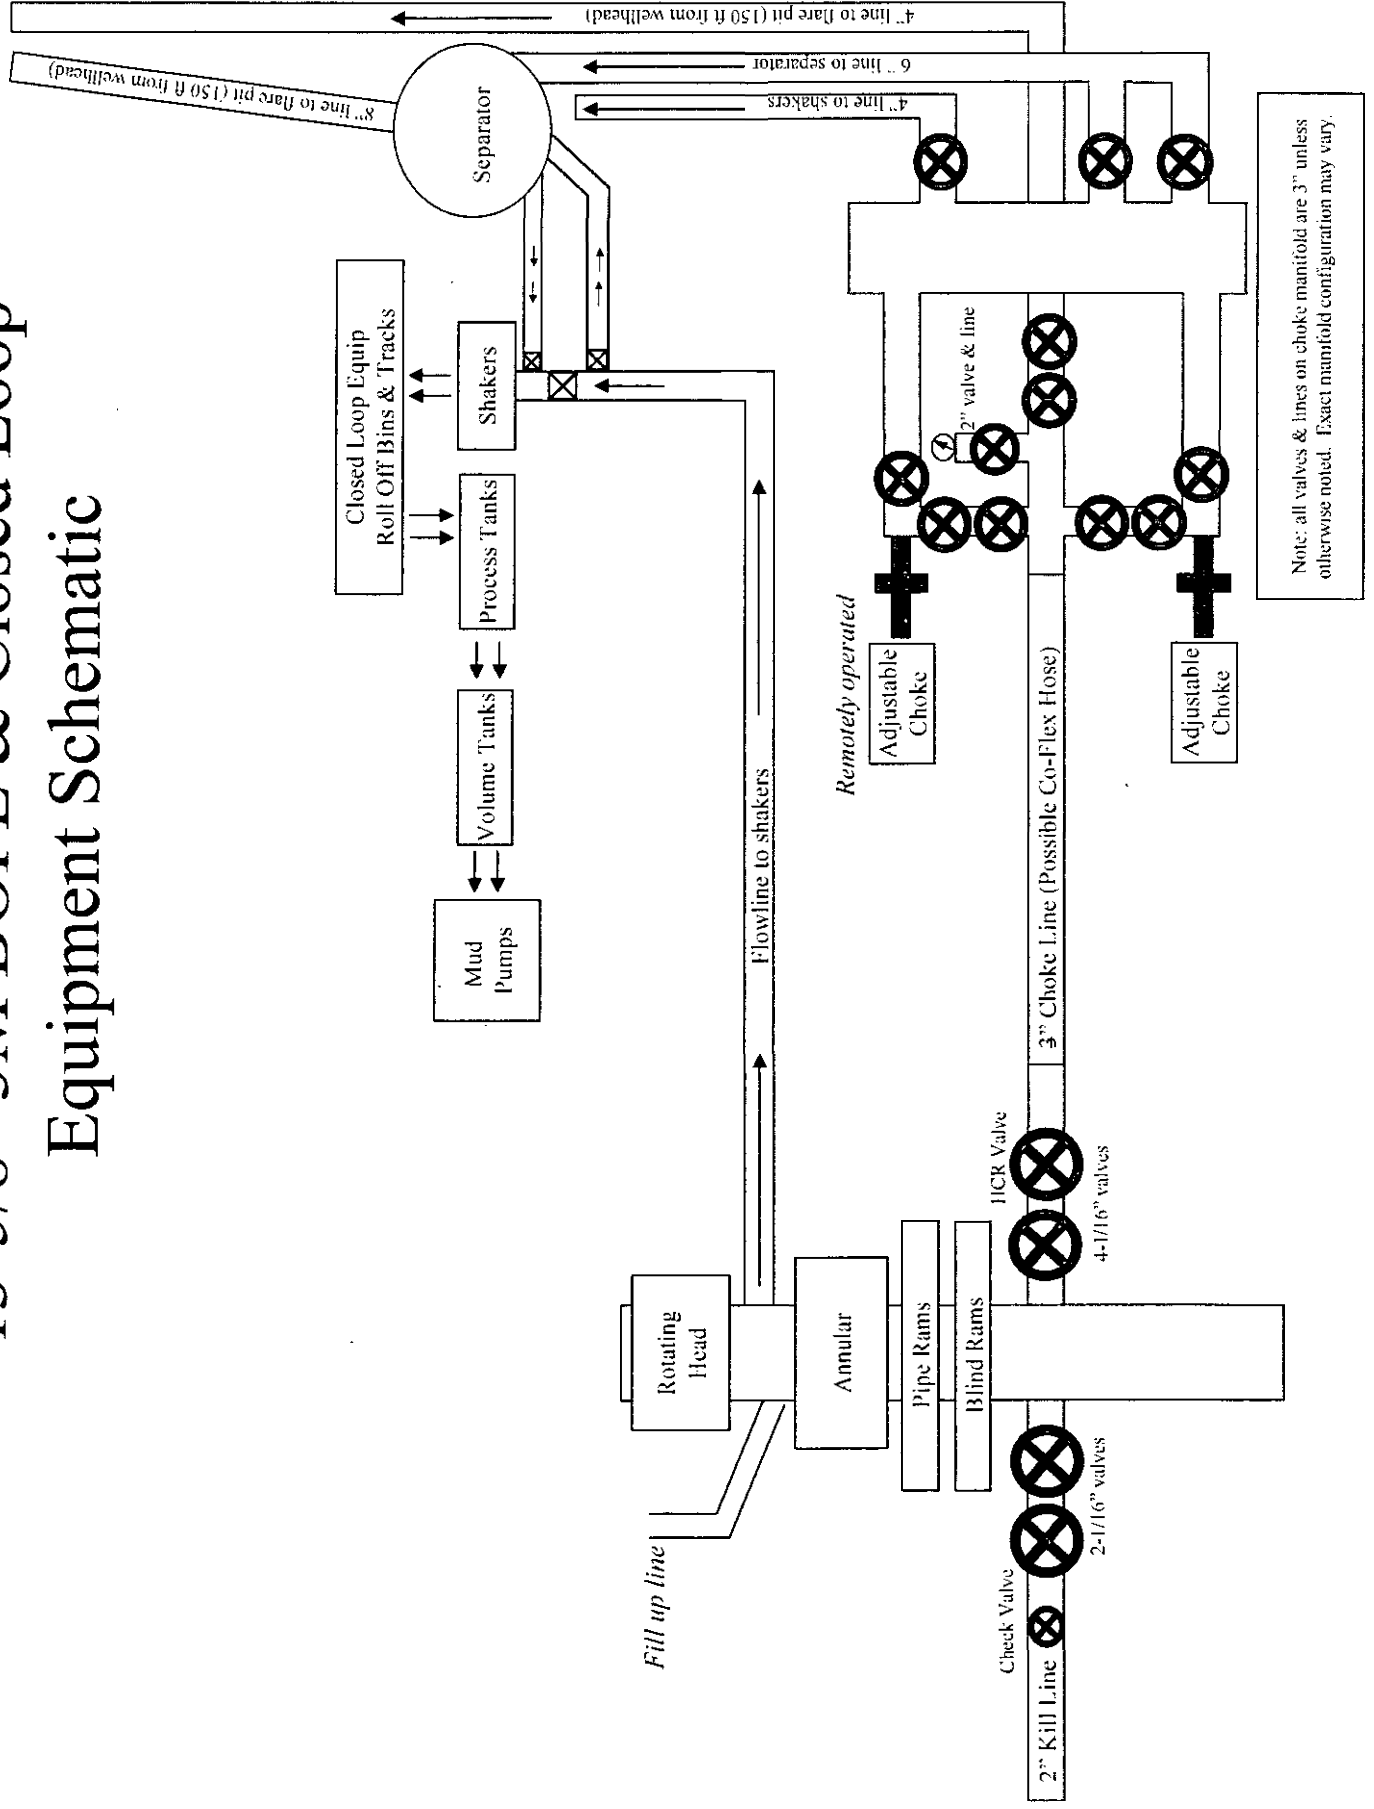 Equipment Schematic
4" line to flare pit (150 ft from wellhead)
8" line to flare pit (150 ft from wellhead)
6" line to separator
4" line to shakers
Separator
Closed Loop Equip
Roll Off Bins & Tracks
Shakers
Process Tanks
Volume Tanks
Mud
Pumps
Flowline to shakers
Rotating
Head
Fill up line
Annular
Pipe Rams
Blind Rams
Check Valve
2" Kill Line
2-1/16" valves
HCR Valve
4-1/16" valves
3" Choke Line (Possible Co-Flex Hose)
Remotely operated
Adjustable
Choke
2" valve & line
Adjustable
Choke
Note: all valves & lines on choke manifold are 3" unless
otherwise noted. Exact manifold configuration may vary.